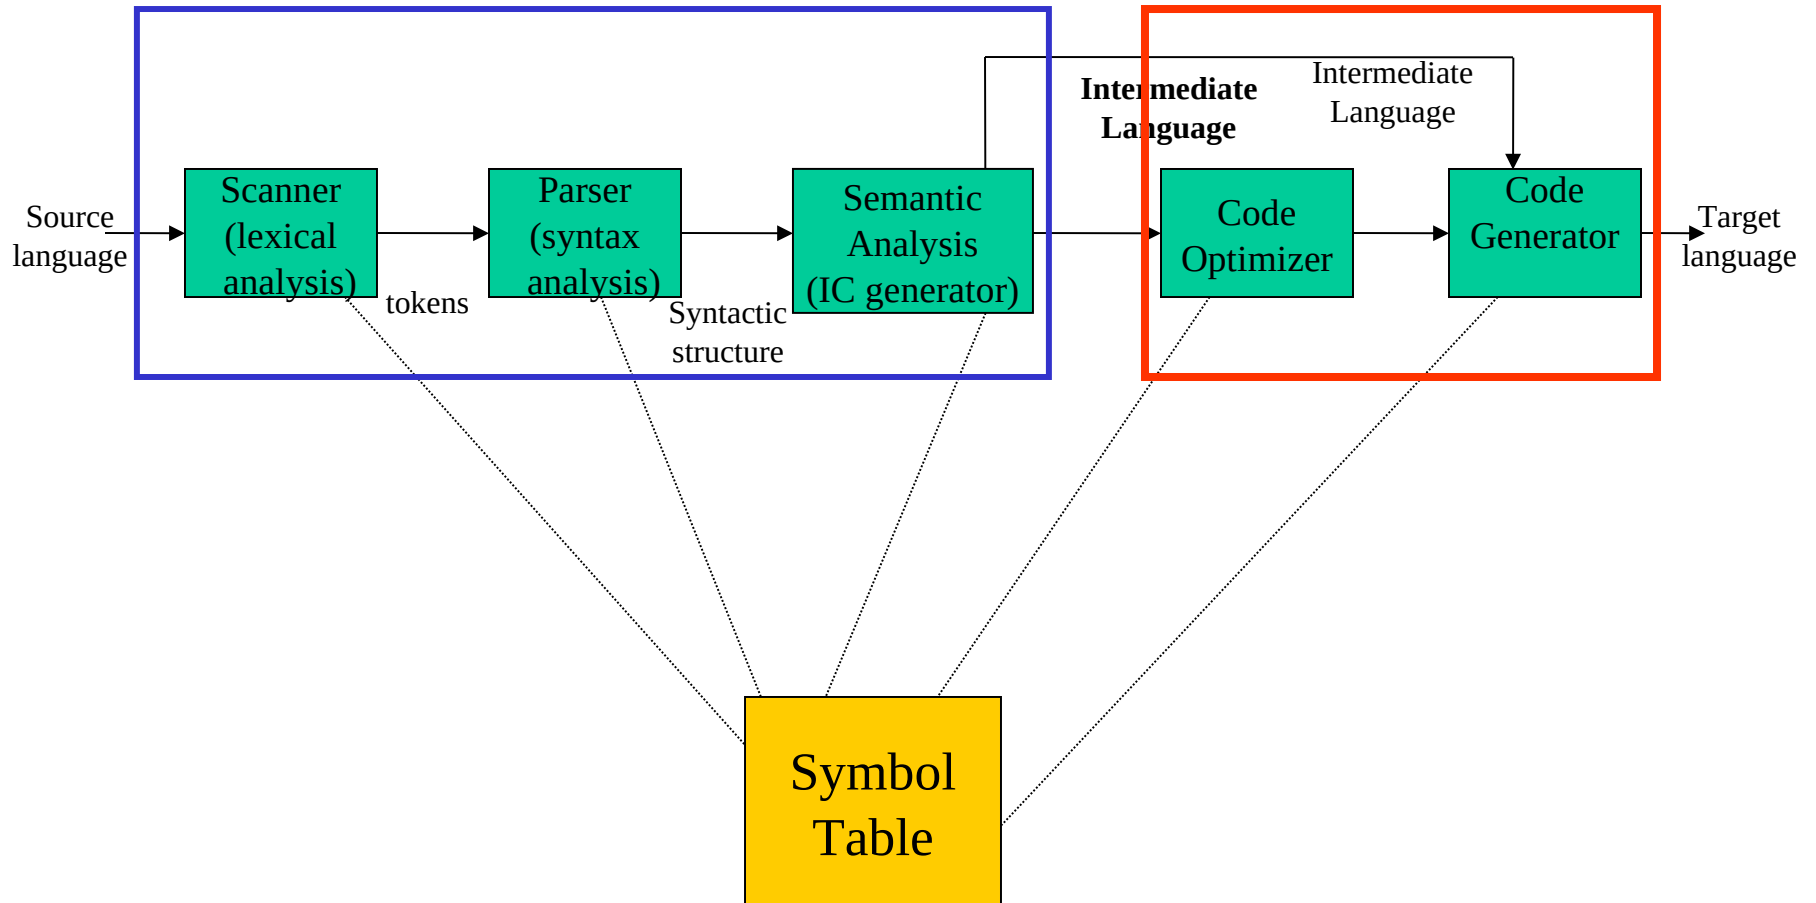 Source
language
Scanner
(lexical
analysis)
tokens
Parser
(syntax
analysis)
Syntactic
structure
Semantic
Analysis
(IC generator)
Intermediate
Language
Intermediate
Language
Code
Optimizer
Code
Generator
Target
language
Symbol
Table